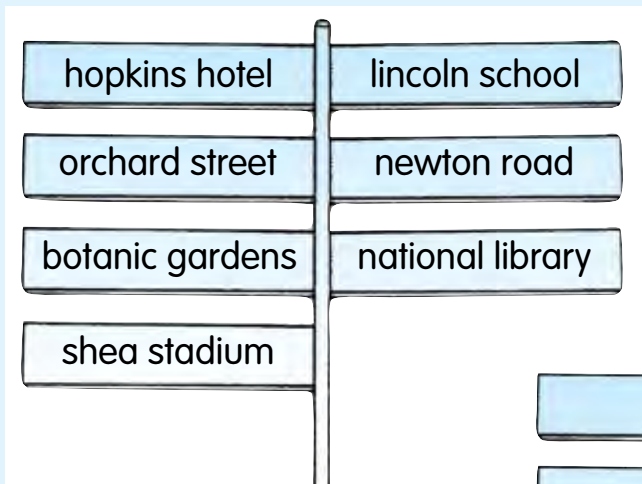 hopkins hotel
lincoln school
orchard street
newton road
botanic gardens
national library
shea stadium